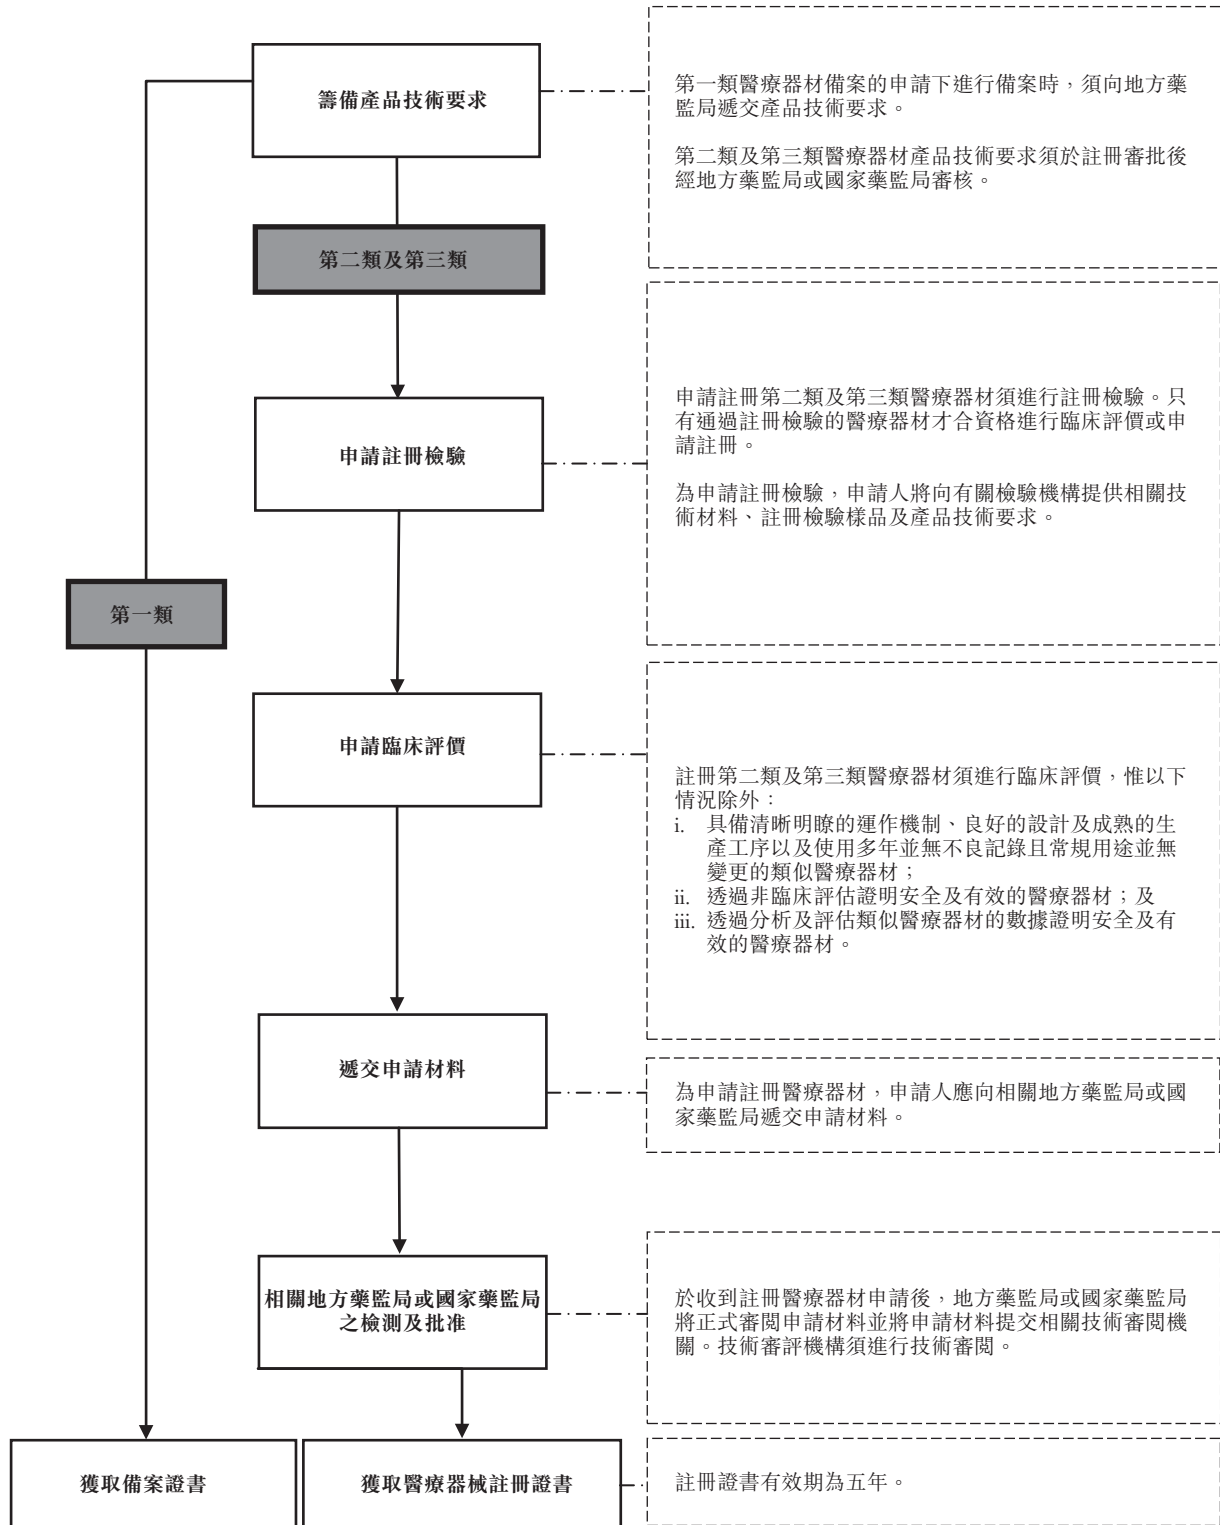 籌備產品技術要求
第一類醫療器材備案的申請下進行備案時，須向地方藥
監局遞交產品技術要求。
第二類及第三類醫療器材產品技術要求須於註冊審批後
經地方藥監局或國家藥監局審核。
第二類及第三類
申請註冊檢驗
申請註冊第二類及第三類醫療器材須進行註冊檢驗。只
有通過註冊檢驗的醫療器材才合資格進行臨床評價或申
請註冊。
為申請註冊檢驗，申請人將向有關檢驗機構提供相關技
術材料、註冊檢驗樣品及產品技術要求。
第一類
申請臨床評價
註冊第二類及第三類醫療器材須進行臨床評價，惟以下
情況除外：
i. 具備清晰明瞭的運作機制、良好的設計及成熟的生
產工序以及使用多年並無不良記錄且常規用途並無
變更的類似醫療器材；
ii. 透過非臨床評估證明安全及有效的醫療器材；及
iii. 透過分析及評估類似醫療器材的數據證明安全及有
效的醫療器材。
遞交申請材料
為申請註冊醫療器材，申請人應向相關地方藥監局或國
家藥監局遞交申請材料。
相關地方藥監局或國家藥監局
之檢測及批准
於收到註冊醫療器材申請後，地方藥監局或國家藥監局
將正式審閱申請材料並將申請材料提交相關技術審閱機
關。技術審評機構須進行技術審閱。
獲取備案證書
獲取醫療器械註冊證書
註冊證書有效期為五年。